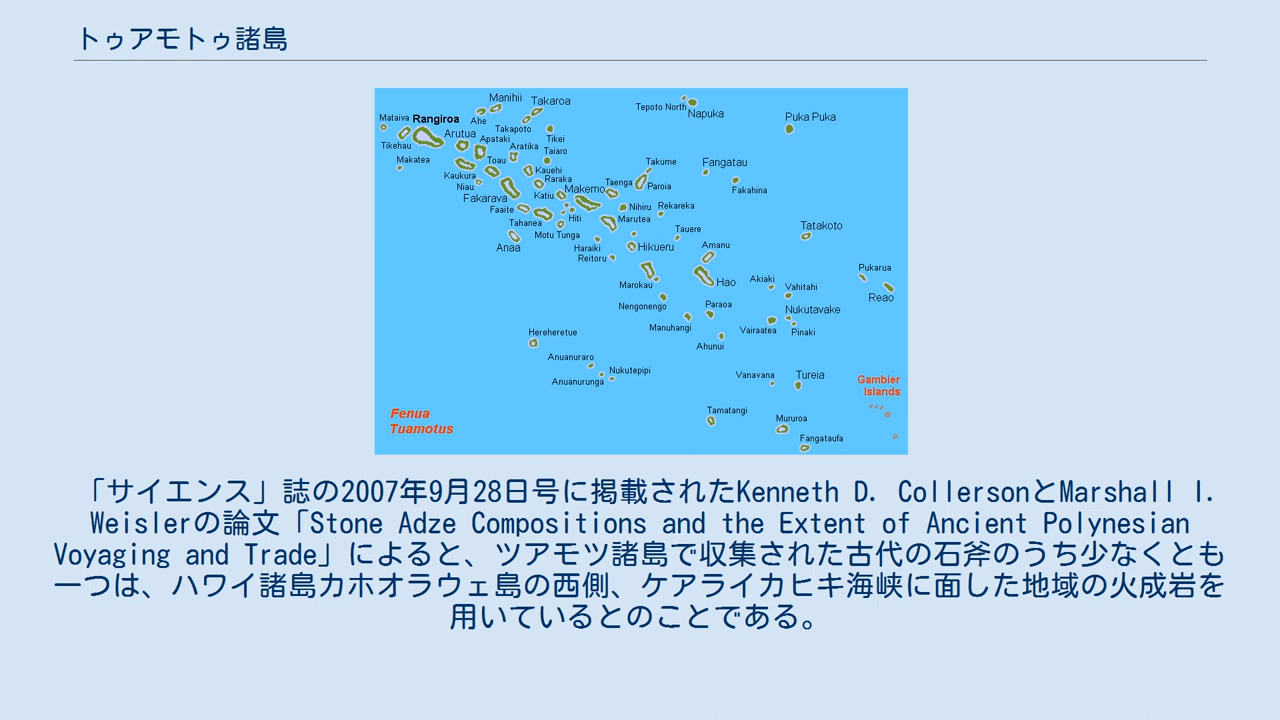 トゥアモトゥ諸島
Manihii
Takaroa
Tepoto North
Napuka
Puka Puka
Mataiva
Rangiroa
Ahe
Takapoto
Tikei
Arutua
Apataki
Aratika
Taiaro
Tikehau
Makatea
Toau
Kauehi
Raraka
Takume
Fangatau
Kaukura
Niau
Fakarava
Katiu
Makemo
Taenga
Paroia
Fakahina
Faaite
Tahanea
Hiti
Nihiru
Marutea
Rekareka
Motu Tunga
Anaa
Haraiki
Reitoru
Hikueru
Tauere
Amanu
Tatakoto
Marokau
Hao
Akiaki
Vahitahi
Pukarua
Reao
Nengonengo
Paraoa
Nukutavake
Manuhangi
Vairaatea
Pinaki
Ahunui
Hereheretue
Anuanuraro
Nukutepipi
Anuanurunga
Vanavana
Tureia
Gambier
Islands
Fenua
Tuamotus
Tamatangi
Mururoa
Fangataufa
「サイエンス」誌の2007年9月28日号に掲載されたKenneth D. CollersonとMarshall I.
Weislerの論文「Stone Adze Compositions and the Extent of Ancient Polynesian
Voyaging and Trade」によると、ツアモツ諸島で収集された古代の石斧のうち少なくとも
一つは、ハワイ諸島カホオラウェ島の西側、ケアライカヒキ海峡に面した地域の火成岩を
用いているとのことである。